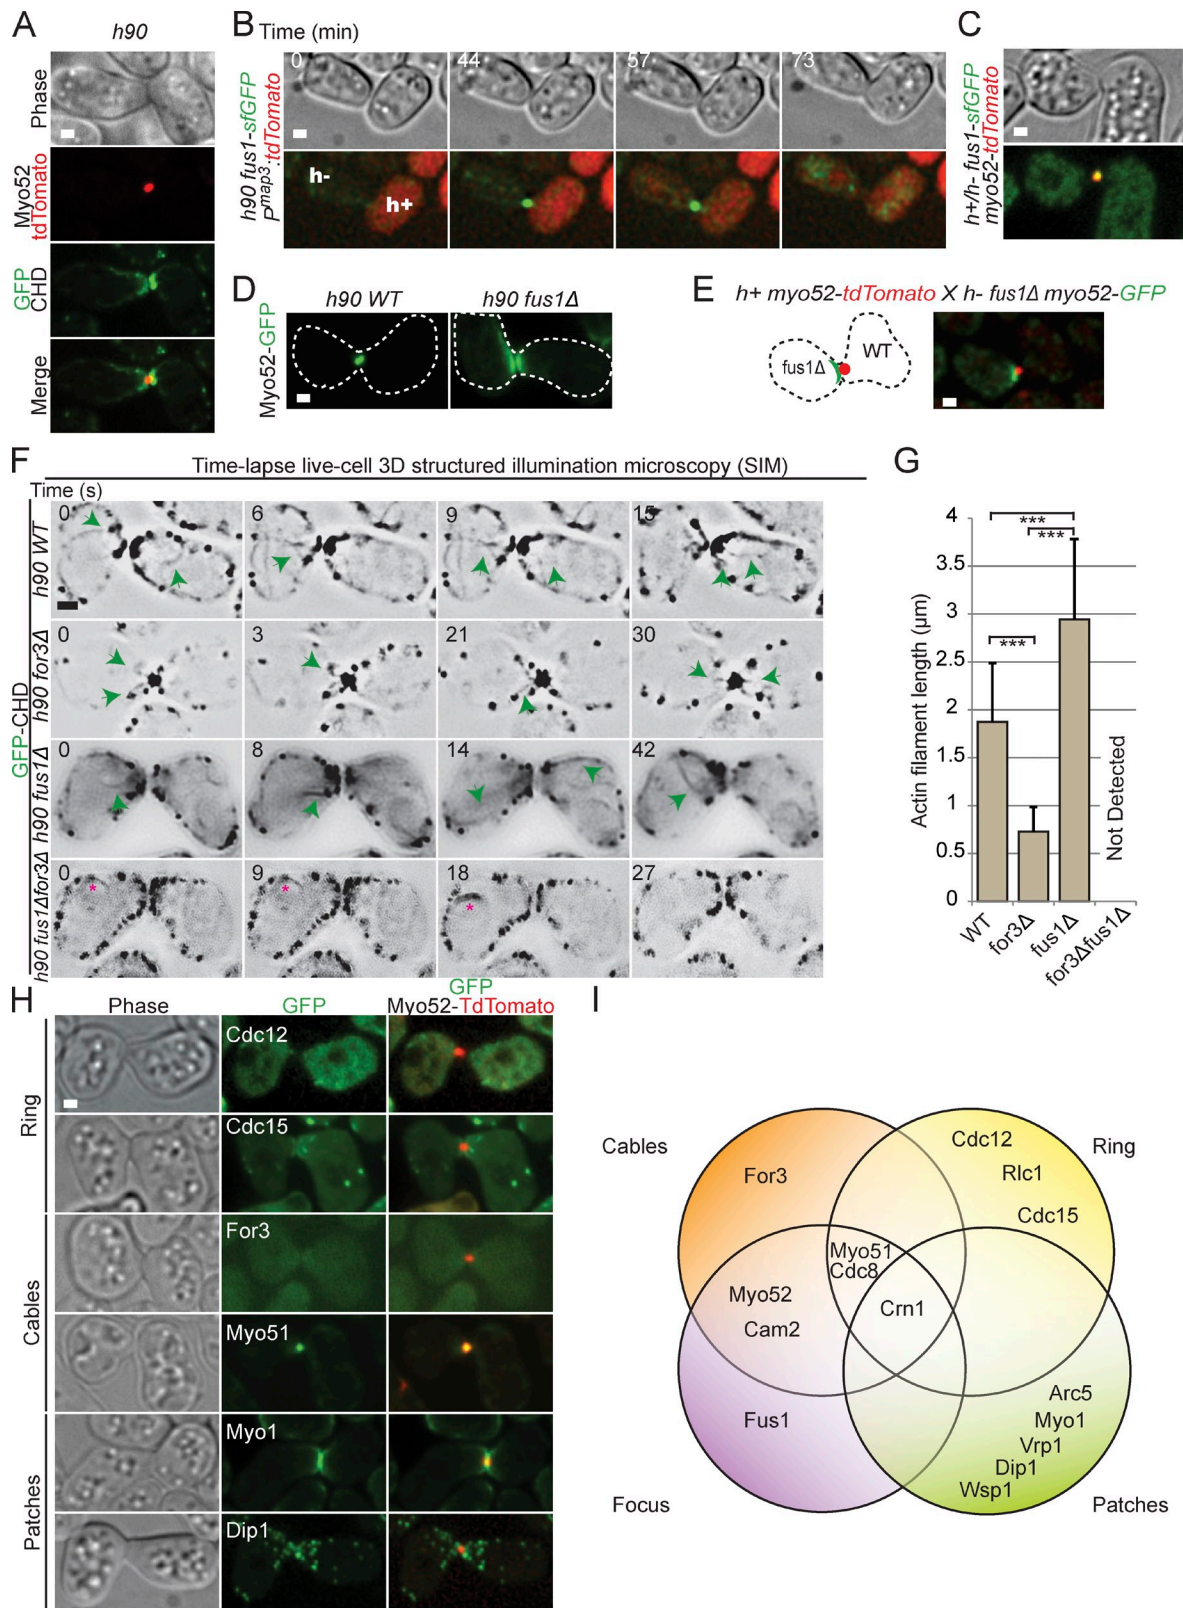 A
h90
Phase
Myo52
tdTomato
GFP
CHD
Merge
B
Time (min)
h90 fus1-sfGFP
Pmap3:tdTomato
0
44
57
73
h-
h+
C
h+/h- fus1-sfGFP
myo52-tdTomato
D
h90 WT
h90 fus1Δ
Myo52-GFP
E
h+ myo52-tdTomato X h- fus1Δ myo52-GFP
fus1Δ
WT
F
Time-lapse live-cell 3D structured illumination microscopy (SIM)
Time (s)
GFP-CHD
h90 WT
0
6
9
15
h90 for3Δ
0
3
21
30
h90 fus1Δ
0
8
14
42
h90 fus1Δfor3Δ
0
9
18
27
*
*
*
G
Actin filament length (µm)
4
3.5
3
2.5
2
1.5
1
0.5
0
***
***
***
Not Detected
WT
for3Δ
fus1Δ
for3Δfus1Δ
H
Phase
GFP
GFP
Myo52-TdTomato
Ring
Cdc12
Cdc15
Cables
For3
Myo51
Patches
Myo1
Dip1
I
Cables
Ring
Focus
Patches
For3
Cdc12
Rlc1
Cdc15
Myo51
Cdc8
Myo52
Cam2
Crn1
Fus1
Arc5
Myo1
Vrp1
Dip1
Wsp1